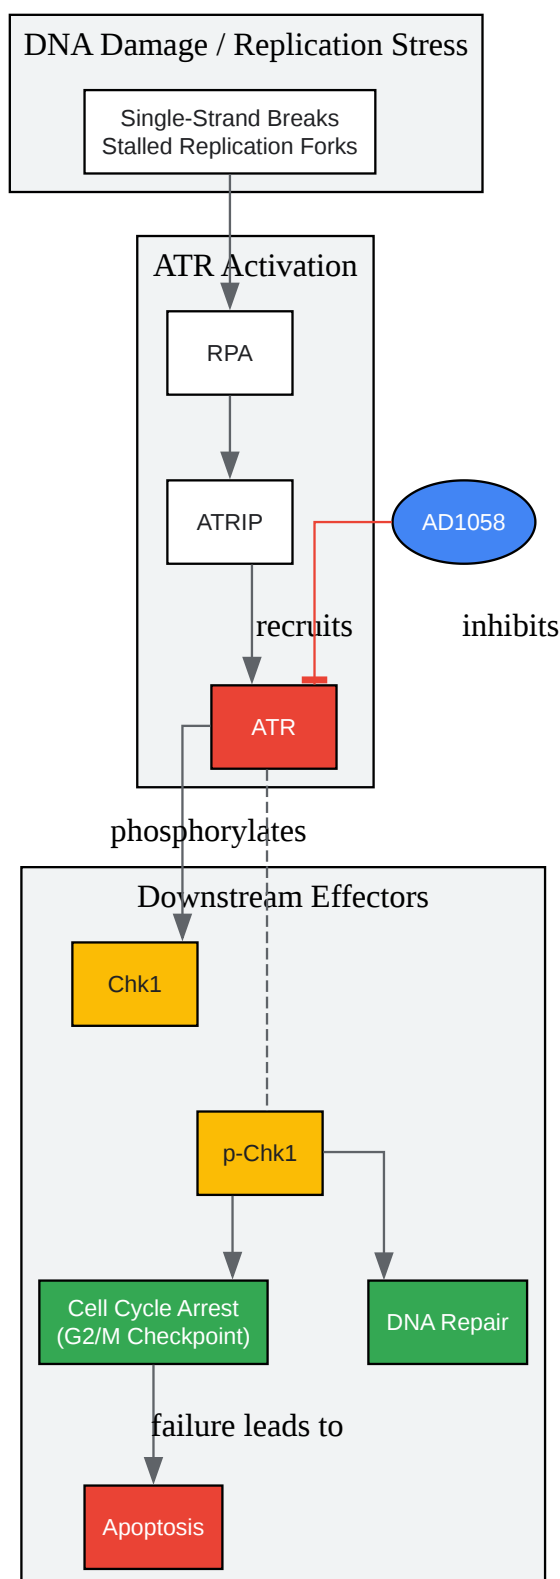 DNA Damage / Replication Stress
Single-Strand Breaks
Stalled Replication Forks
ATR Activation
RPA
ATRIP
AD1058
recruits
inhibits
ATR
phosphorylates
Downstream Effectors
Chk1
p-Chk1
Cell Cycle Arrest
(G2/M Checkpoint)
DNA Repair
failure leads to
Apoptosis